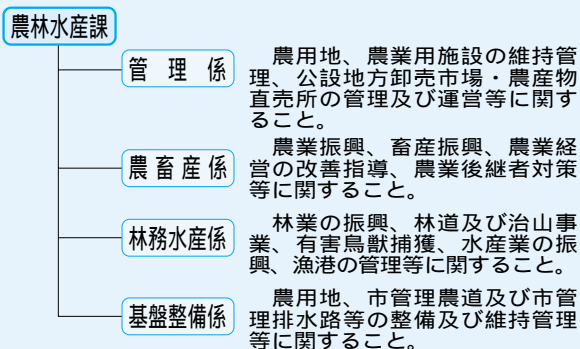 農林水産課
管理係
農用地、農業用施設の維持管
理、公設地方卸売市場・農産物
直売所の管理及び運営等に関す
ること。
農畜産係
農業振興、畜産振興、農業経
営の改善指導、農業後継者対策
等に関すること。
林務水産係
林業の振興、林道及び治山事
業、有害鳥獣捕獲、水産業の振
興、漁港の管理等に関すること。
基盤整備係
農用地、市管理農道及び市管
理排水路等の整備及び維持管理
等に関すること。